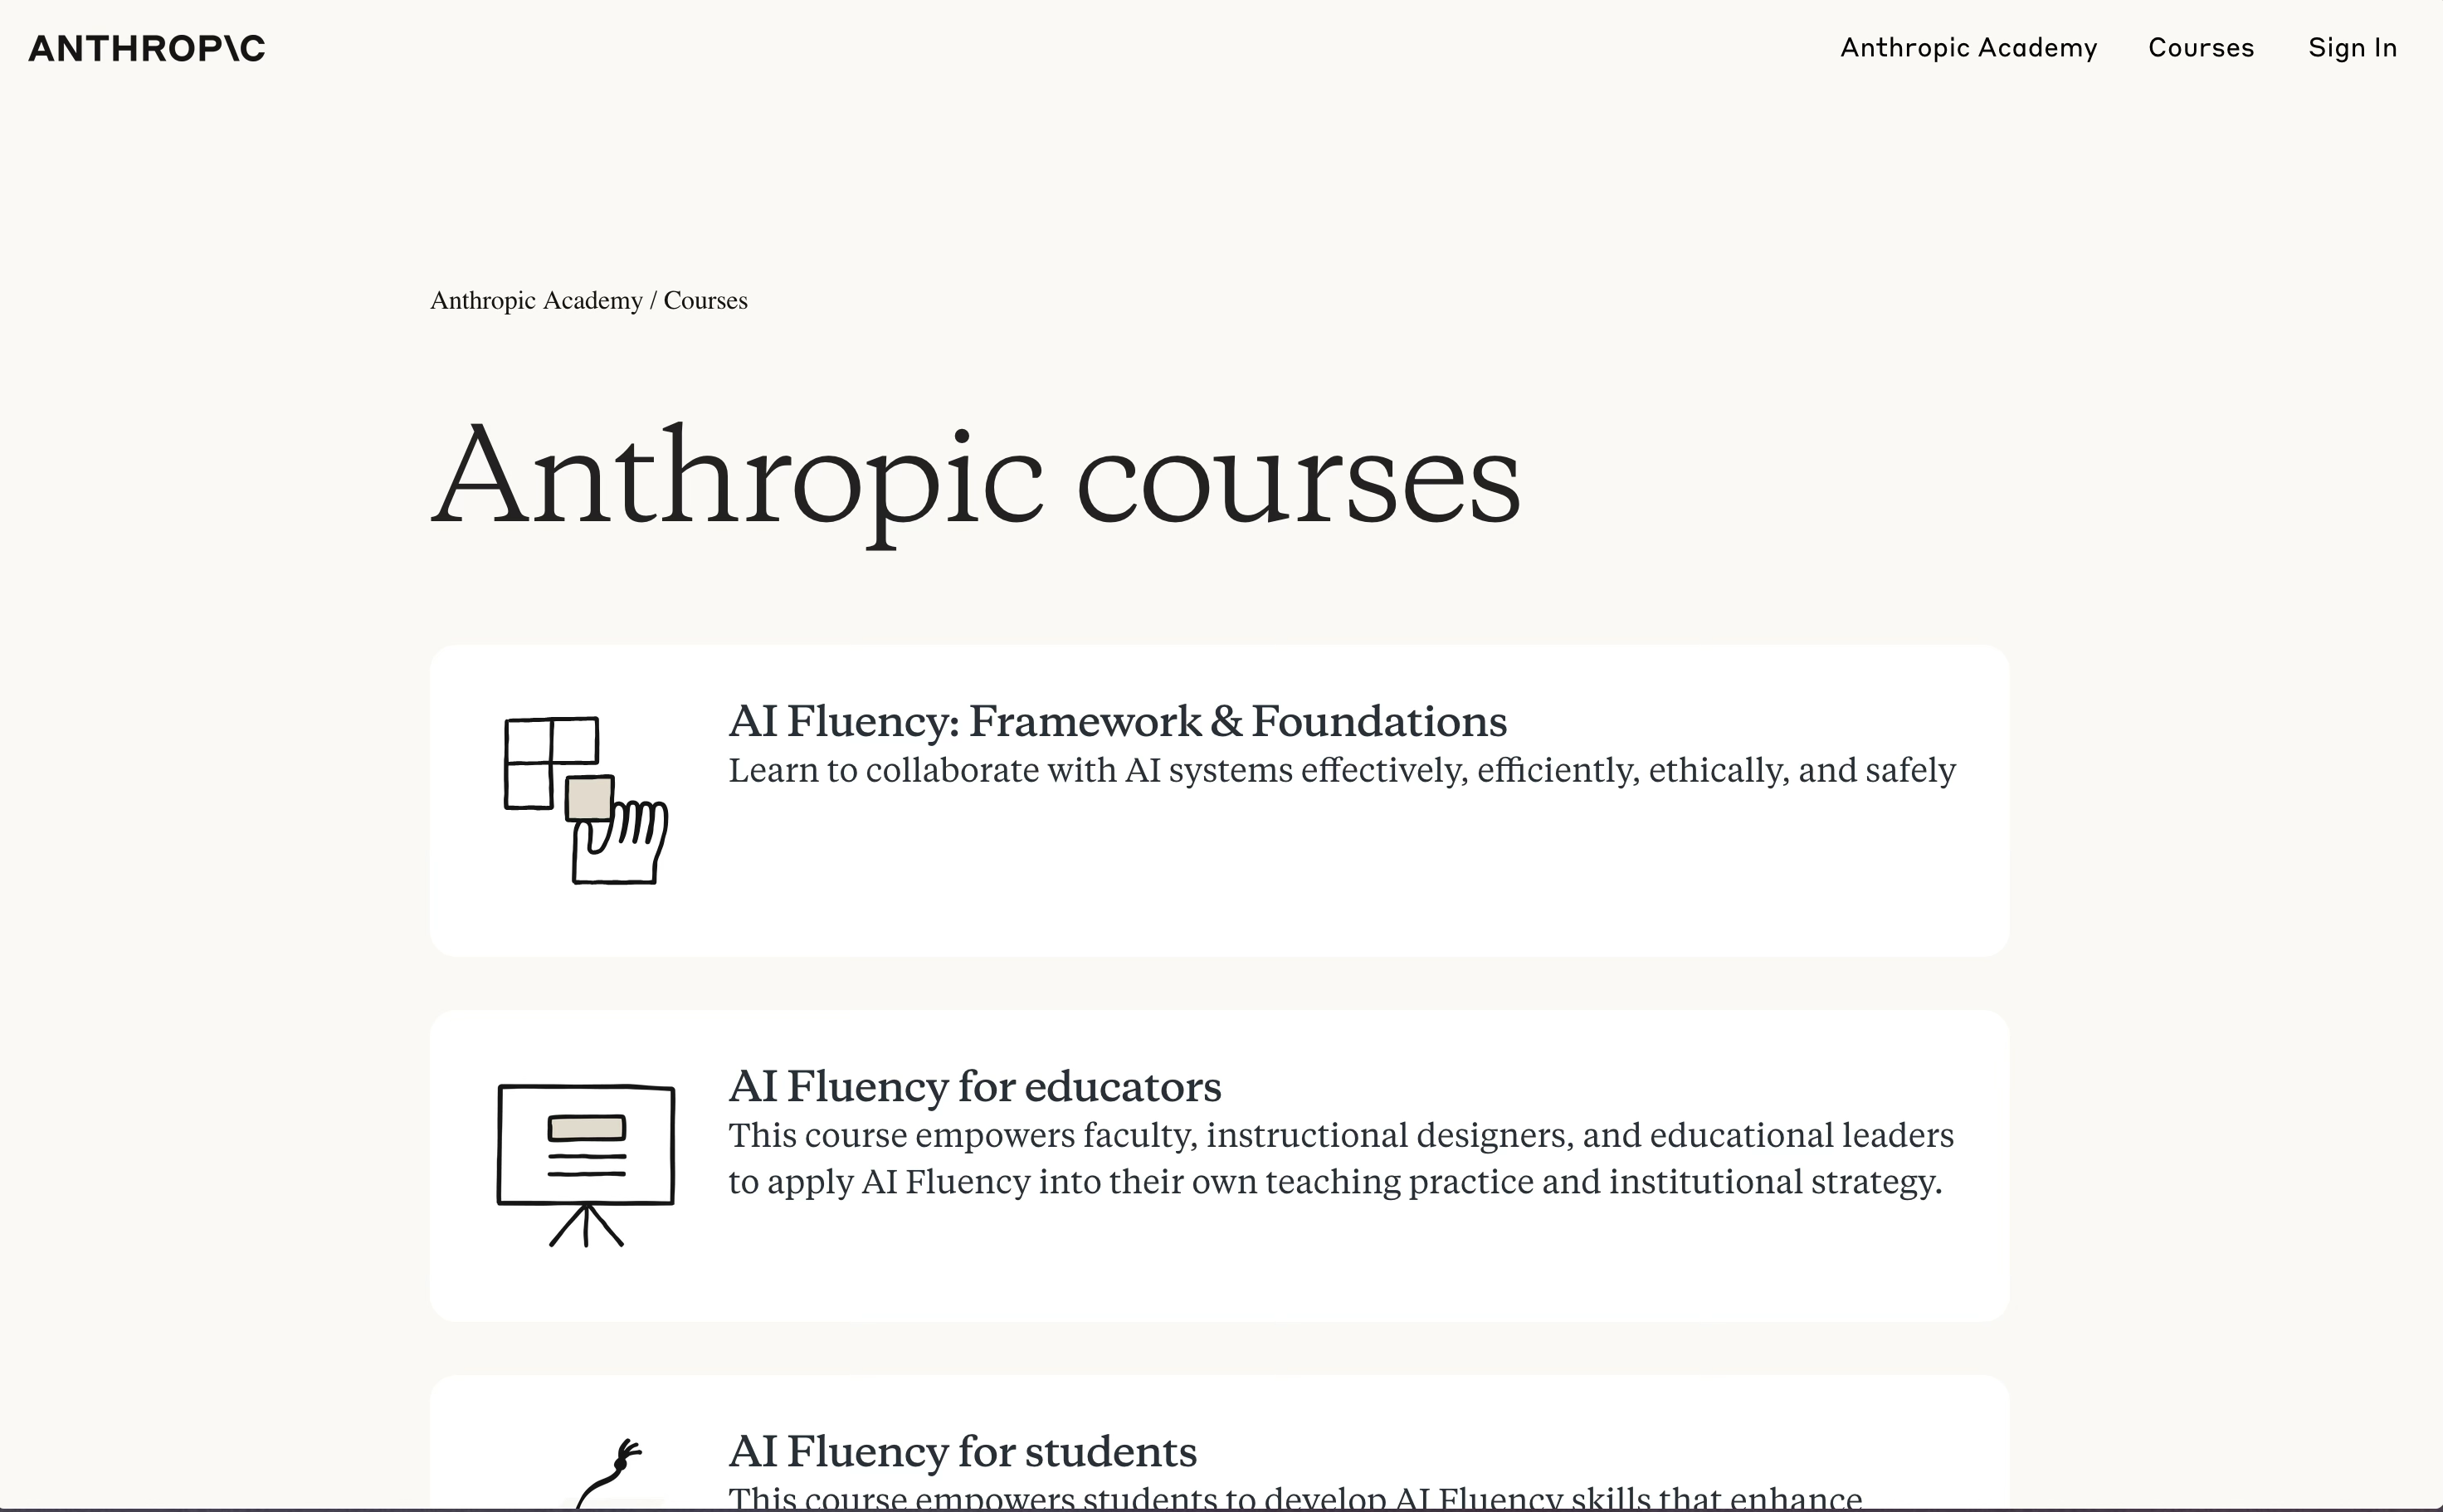 ANTHROP\C
Anthropic Academy
Courses
Sign In
Anthropic Academy / Courses
Anthropic courses
AI Fluency: Framework & Foundations
Learn to collaborate with AI systems effectively, efficiently, ethically, and safely
AI Fluency for educators
This course empowers faculty, instructional designers, and educational leaders
to apply AI Fluency into their own teaching practice and institutional strategy.
AI Fluency for students
This course empowers students to develop AI Fluency skills that enhance